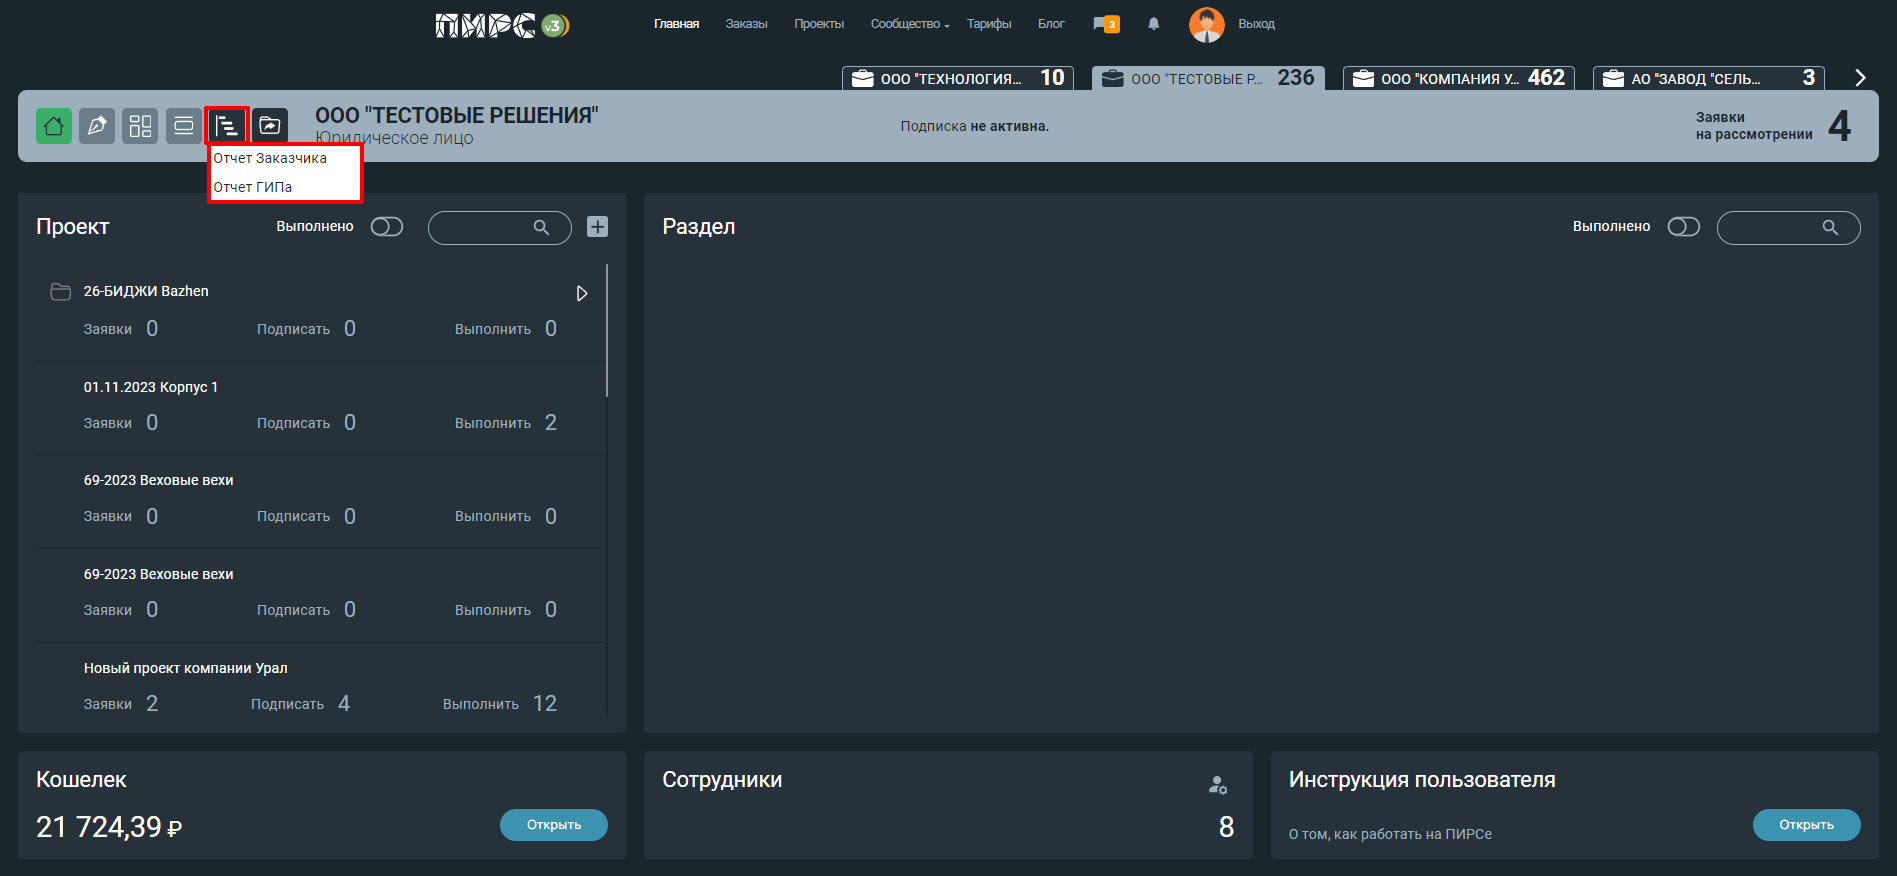 ПИРС v3
Главная
Заказы
Проекты
Сообщество
Тарифы
Блог
3
Выход
ООО "ТЕХНОЛОГИЯ... 10
ООО "ТЕСТОВЫЕ Р... 236
ООО "КОМПАНИЯ У... 462
АО "ЗАВОД "СЕЛЬ... 3
ООО "ТЕСТОВЫЕ РЕШЕНИЯ"
Юридическое лицо
Подписка не активна.
Заявки
на рассмотрении
4
Отчет Заказчика
Отчет ГИПа
Проект
Выполнено
26-БИДЖИ Bazhen
Заявки 0 Подписать 0 Выполнить 0
01.11.2023 Корпус 1
Заявки 0 Подписать 0 Выполнить 2
69-2023 Веховые вехи
Заявки 0 Подписать 0 Выполнить 0
69-2023 Веховые вехи
Заявки 0 Подписать 0 Выполнить 0
Новый проект компании Урал
Заявки 2 Подписать 4 Выполнить 12
Раздел
Выполнено
Кошелек
21 724,39 ₽
Открыть
Сотрудники
8
Инструкция пользователя
О том, как работать на ПИРСе
Открыть